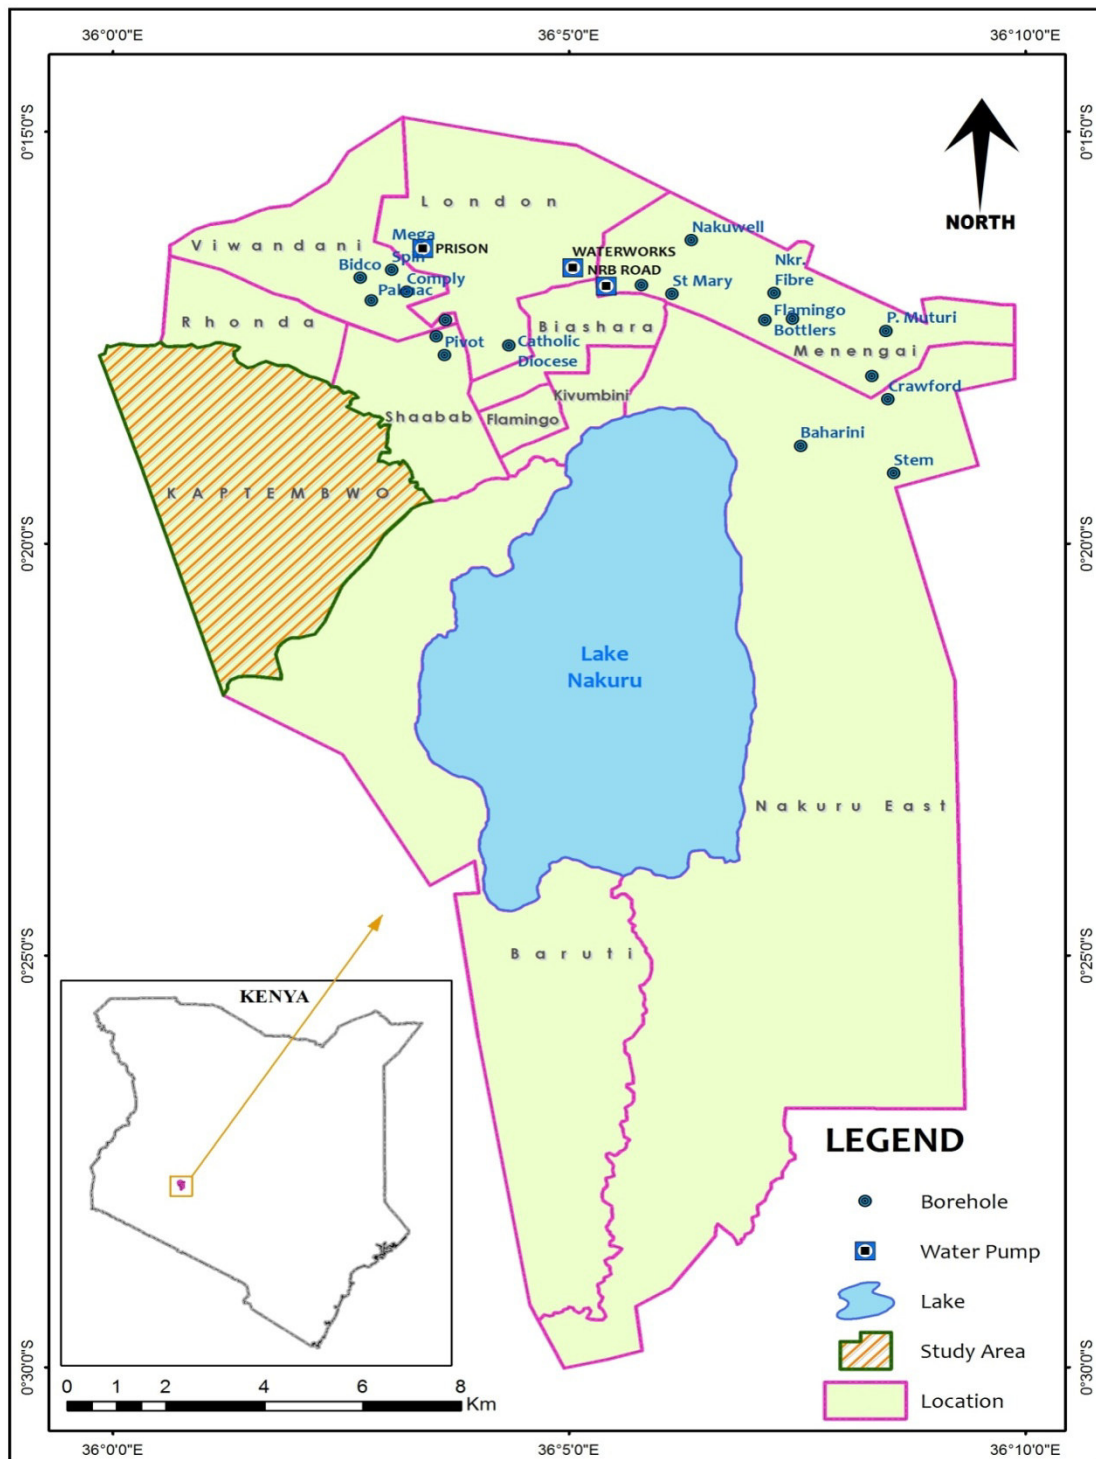 36°0'0"E
36°5'0"E
36°10'0"E
0°15'0"S
0°15'0"S
NORTH
London
Nakuwell
Mega
PRISON
Viwandani
WATERWORKS
Spin
NRB ROAD
Nkr.
Bidco
Comply
St Mary
Fibre
Palmac
Rhonda
Biashara
Flamingo
P. Muturi
Pivot
Catholic
Bottlers
Diocese
Menengai
Crawford
Kivumbini
Shaabab
Flamingo
Baharini
Stem
KAPTEMBWO
0°20'0"S
0°20'0"S
Lake
Nakuru
Nakuru East
0°25'0"S
Baruti
0°25'0"S
KENYA
LEGEND
Borehole
Water Pump
Lake
Study Area
Location
0°30'0"S
0°30'0"S
0 1 2 4 6 8
Km
36°0'0"E
36°5'0"E
36°10'0"E